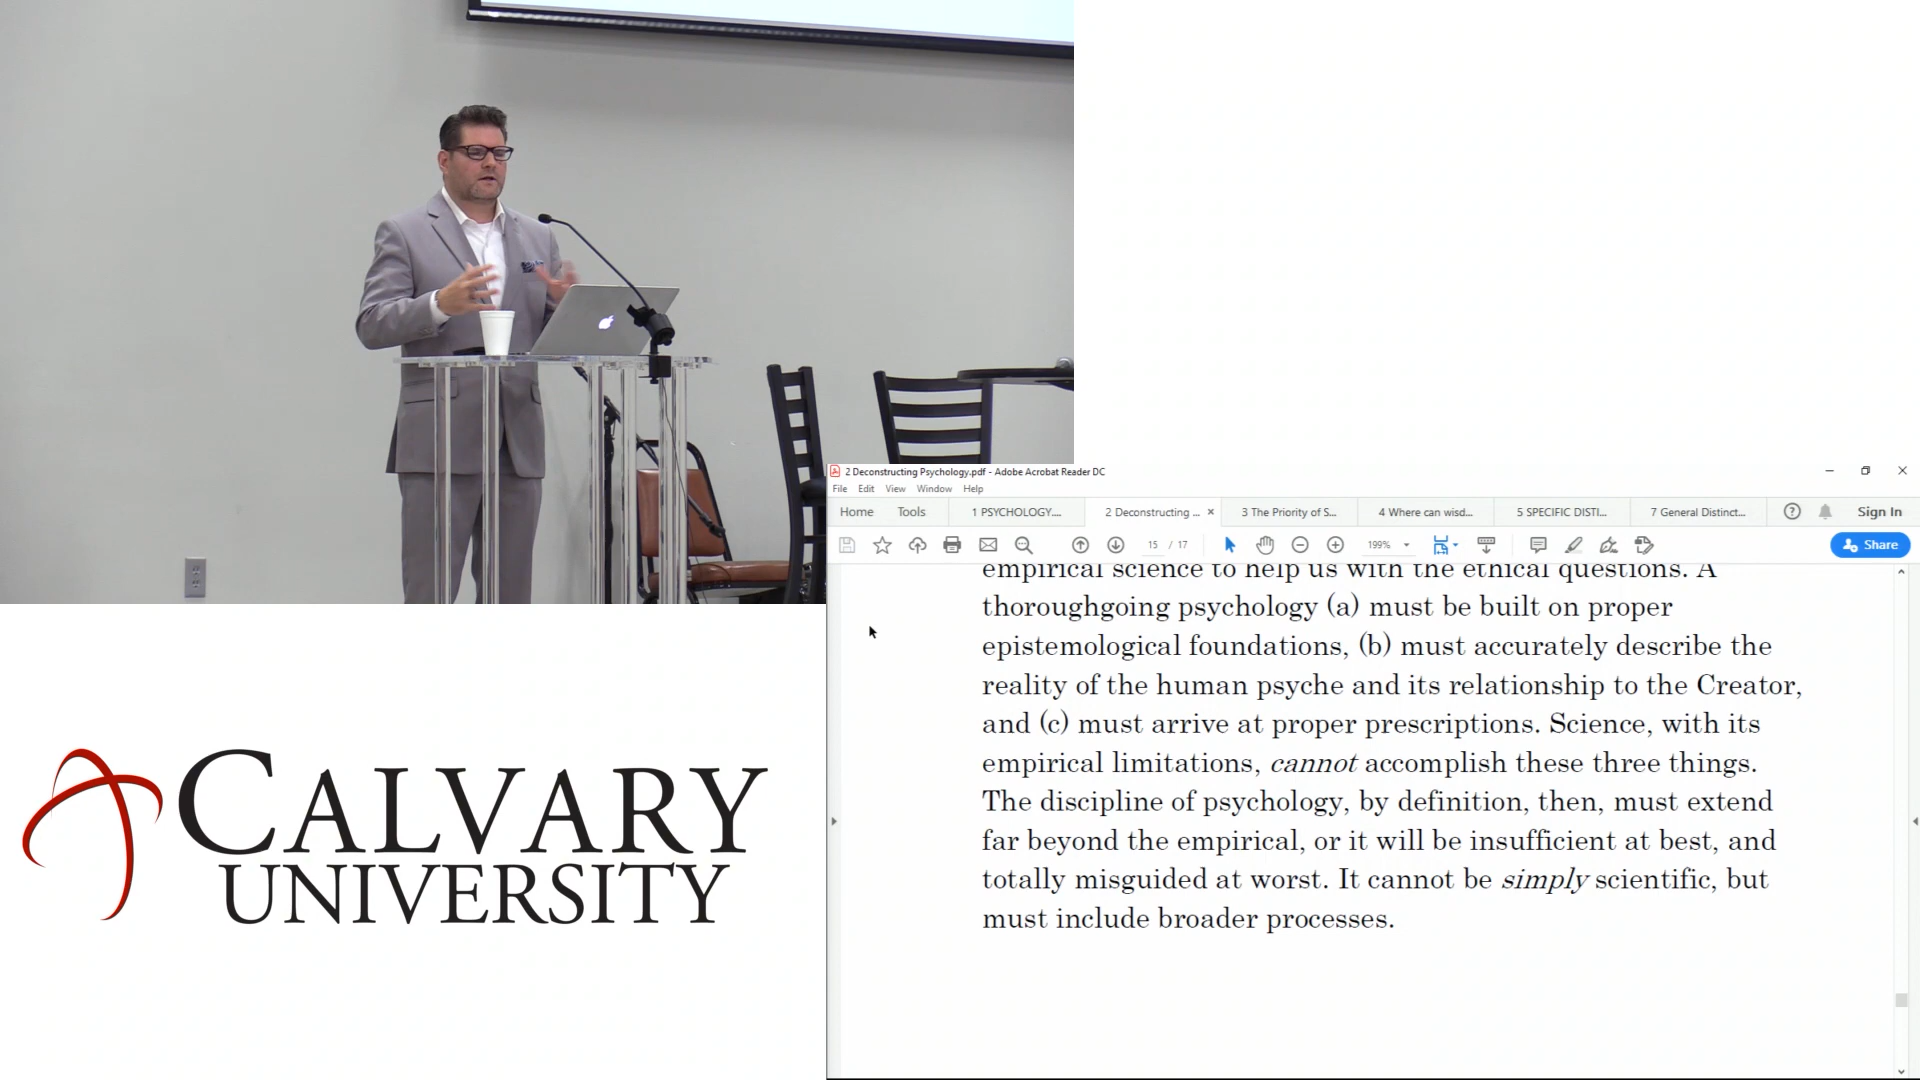 2 Deconstructing Psychology.pdf - Adobe Acrobat Reader DC
File Edit View Window Help
Home Tools 1 PSYCHOLOGY.... 2 Deconstructing ... 3 The Priority of S... 4 Where can wisd... 5 SPECIFIC DISTI... 7 General Distinct... Sign In
15 / 17 199% Share
empirical science to help us with the ethical questions. A
thoroughgoing psychology (a) must be built on proper
epistemological foundations, (b) must accurately describe the
reality of the human psyche and its relationship to the Creator,
and (c) must arrive at proper prescriptions. Science, with its
empirical limitations, cannot accomplish these three things.
The discipline of psychology, by definition, then, must extend
far beyond the empirical, or it will be insufficient at best, and
totally misguided at worst. It cannot be simply scientific, but
must include broader processes.
CALVARY
UNIVERSITY